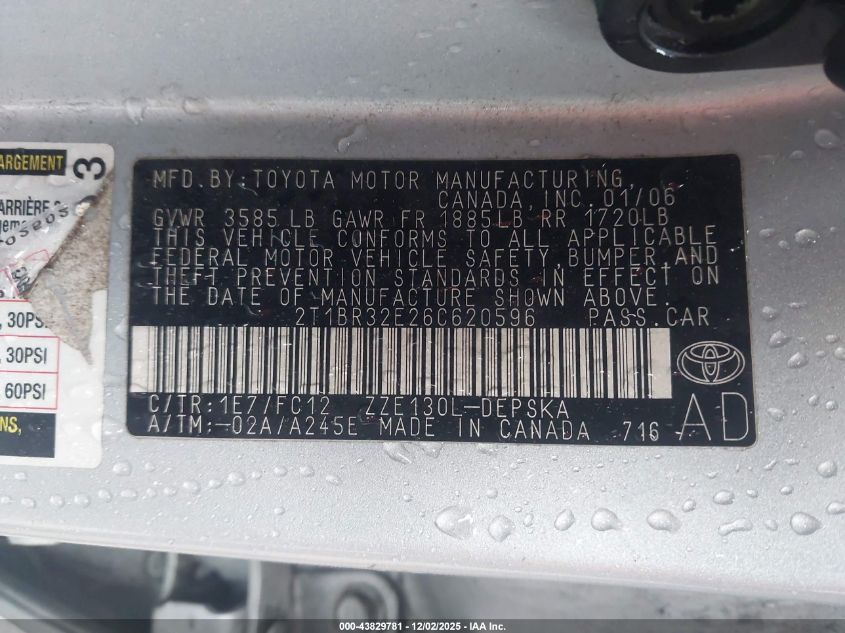 ARGEMENT
3
ARRIÈRE
30PSI
, 30PSI
, 60PSI
NS,
MFD. BY: TOYOTA MOTOR MANUFACTURING,
CANADA, INC. 01/06
GVWR 3585 LB GAWR FR 1885LB RR 1720LB
THIS VEHICLE CONFORMS TO ALL APPLICABLE
FEDERAL MOTOR VEHICLE SAFETY, BUMPER, AND
THEFT PREVENTION STANDARDS IN EFFECT ON
THE DATE OF MANUFACTURE SHOWN ABOVE.
2T1BR32E26C620596 PASS.CAR
C/TR:1E7/FC12 ZZE130L-DEPSKA
A/TM:-02A/A245E MADE IN CANADA 716
AD
000-43829781 - 12/02/2025 - IAA Inc.